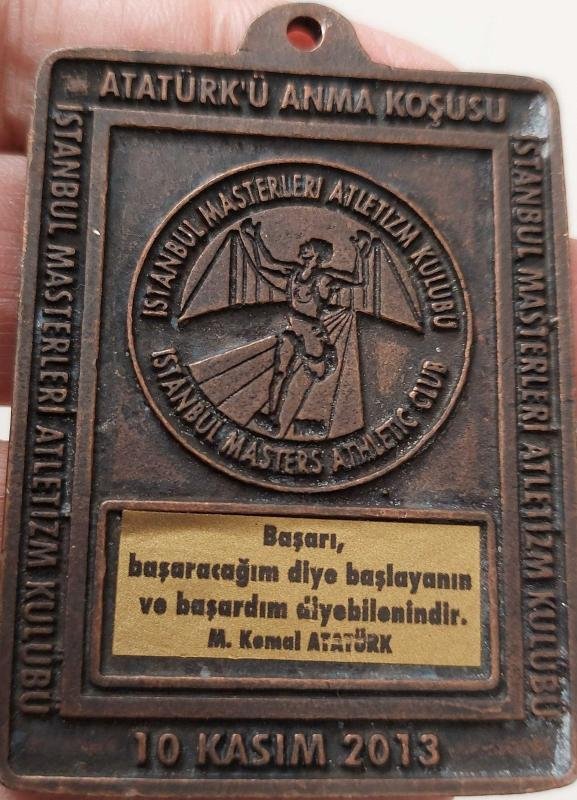 ATATÜRK'Ü ANMA KOŞUSU
İSTANBUL MASTERLERİ ATLETİZM KULÜBÜ
İSTANBUL MASTERLERİ ATLETİZM KULÜBÜ
İSTANBUL MASTERLERİ ATLETİZM KULÜBÜ
İSTANBUL MASTERS ATHLETIC CLUB
Başarı,
başaracağım diye başlayanın
ve başardım diyebilenindir.
M. Kemal ATATÜRK
10 KASIM 2013